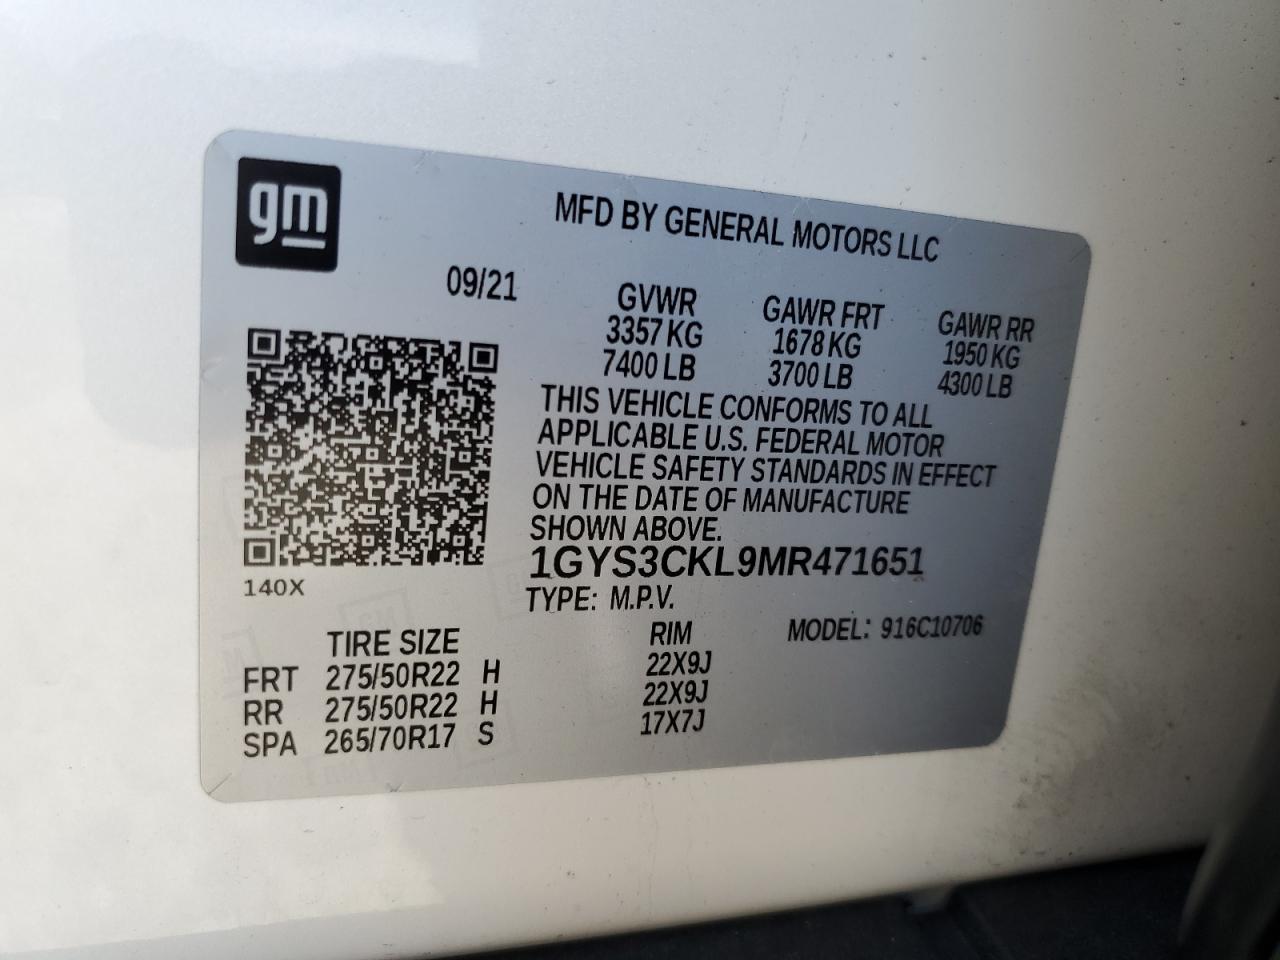 gm
MFD BY GENERAL MOTORS LLC
09/21
GVWR GAWR FRT GAWR RR
3357 KG 1678 KG 1950 KG
7400 LB 3700 LB 4300 LB
THIS VEHICLE CONFORMS TO ALL
APPLICABLE U.S. FEDERAL MOTOR
VEHICLE SAFETY STANDARDS IN EFFECT
ON THE DATE OF MANUFACTURE
SHOWN ABOVE.
140X
1GYS3CKL9MR471651
TYPE: M.P.V.
MODEL: 916C10706
TIRE SIZE RIM
FRT 275/50R22 H 22X9J
RR 275/50R22 H 22X9J
SPA 265/70R17 S 17X7J